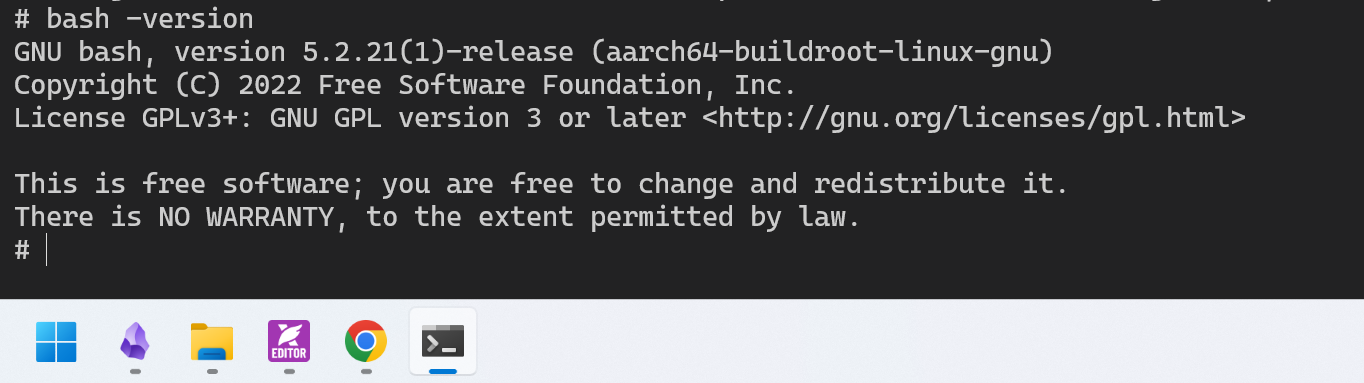 # bash -version
GNU bash, version 5.2.21(1)-release (aarch64-buildroot-linux-gnu)
Copyright (C) 2022 Free Software Foundation, Inc.
License GPLv3+: GNU GPL version 3 or later <http://gnu.org/licenses/gpl.html>
This is free software; you are free to change and redistribute it.
There is NO WARRANTY, to the extent permitted by law.
#
EDITOR